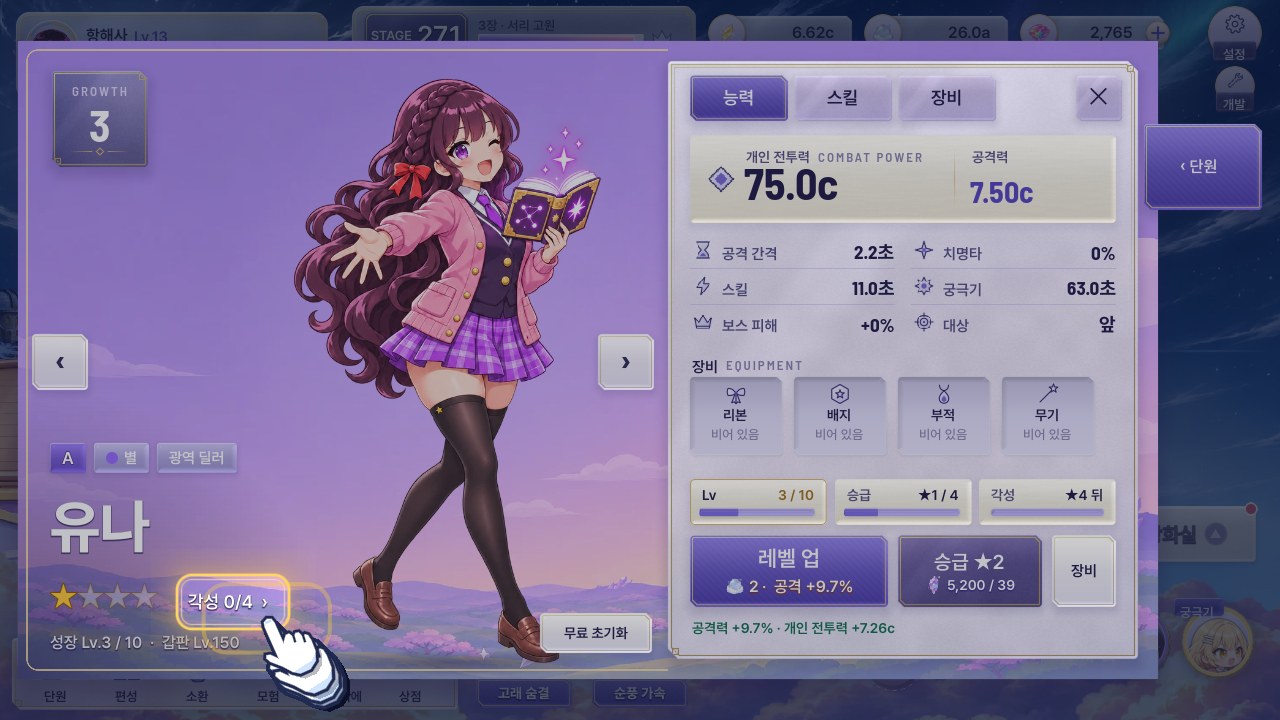 항해사 Lv.13
STAGE 271
3장 · 서리 고원
6.62c
26.0a
2,765
설정
개발
GROWTH
3
능력
스킬
장비
개인 전투력 COMBAT POWER
75.0c
공격력
7.50c
‹ 단원
공격 간격 2.2초
치명타 0%
스킬 11.0초
궁극기 63.0초
보스 피해 +0%
대상 앞
장비 EQUIPMENT
리본
비어 있음
배지
비어 있음
부적
비어 있음
무기
비어 있음
A
별
광역 딜러
유나
각성 0/4 ›
성장 Lv.3 / 10 · 갑판 Lv.150
무료 초기화
Lv 3 / 10
승급 ★1 / 4
각성 ★4 뒤
레벨 업
2 · 공격 +9.7%
승급 ★2
5,200 / 39
장비
공격력 +9.7% · 개인 전투력 +7.26c
궁극기
단원
편성
소환
모험
상점
고래 숨결
순풍 가속